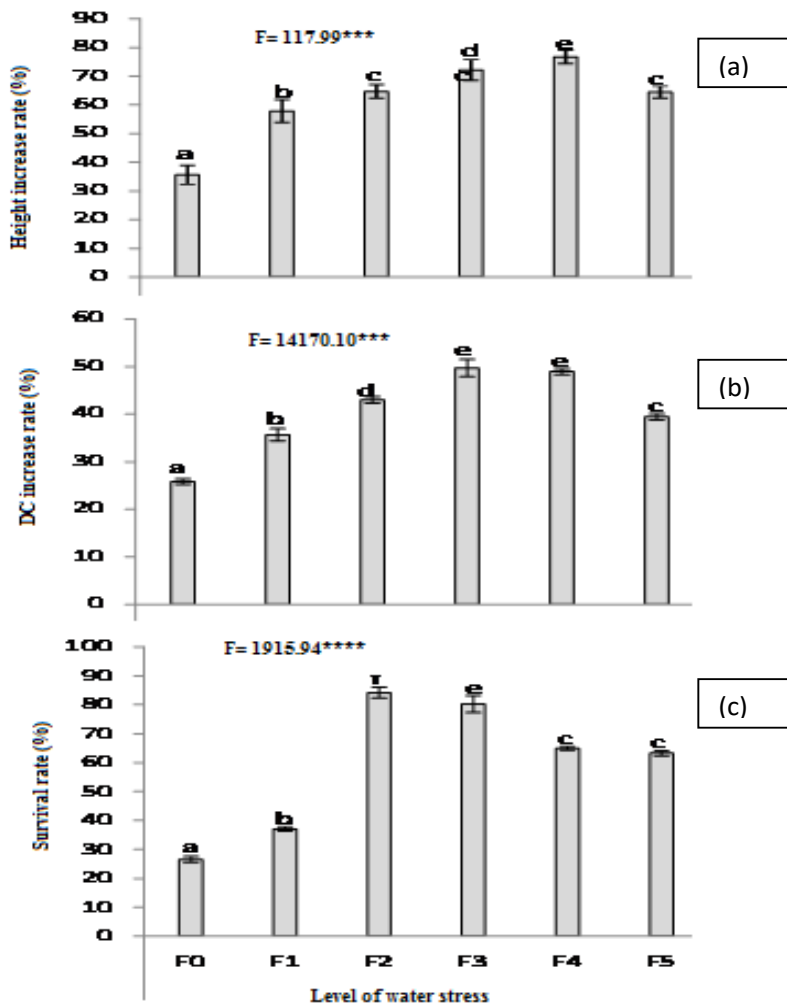 F= 117.99***
(a)
Height increase rate (%)
90
80
70
60
50
40
30
20
10
0
a
b
c
d
c
e
c
F= 14170.10***
(b)
DC increase rate (%)
60
50
40
30
20
10
0
a
b
d
e
e
c
F= 1915.94****
(c)
Survival rate (%)
100
90
80
70
60
50
40
30
20
10
0
a
b
f
e
c
c
F0 F1 F2 F3 F4 F5
Level of water stress